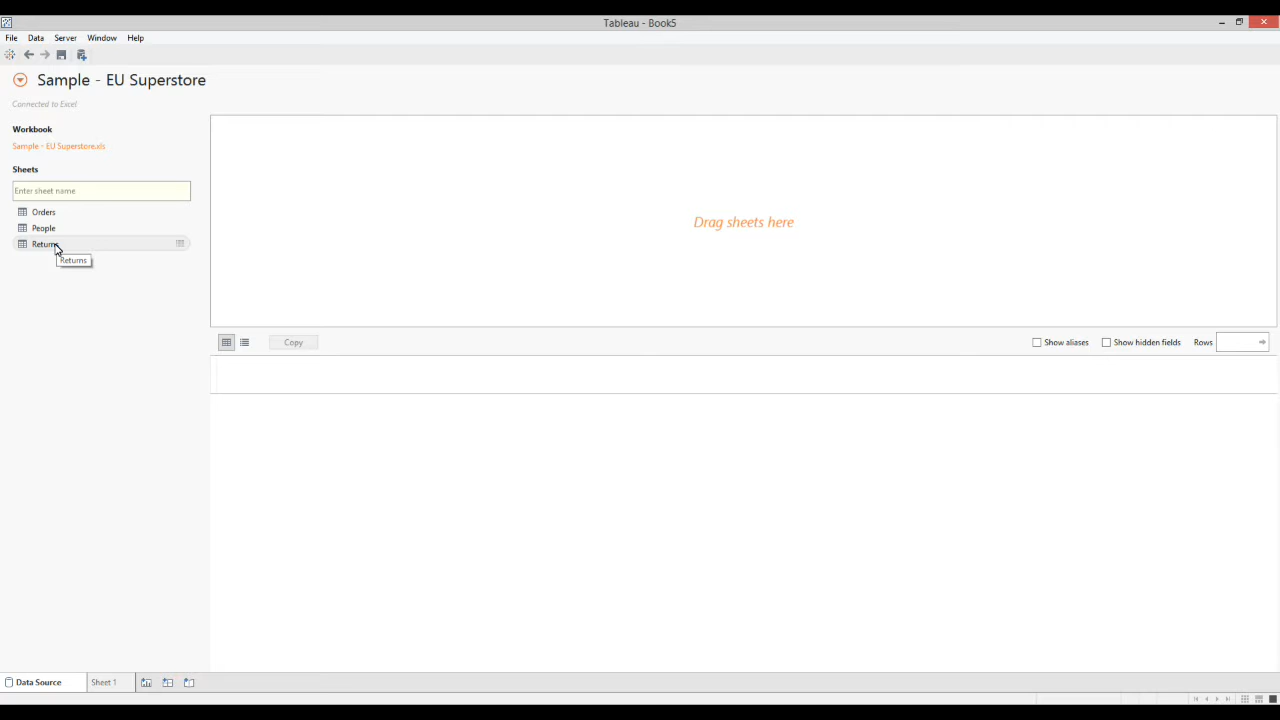 Tableau - Book5
File Data Server Window Help
Sample - EU Superstore
Connected to Excel
Workbook
Sample - EU Superstore.xls
Sheets
Enter sheet name
Orders
People
Returns
Returns
Drag sheets here
Copy
Show aliases
Show hidden fields
Rows
Data Source
Sheet 1